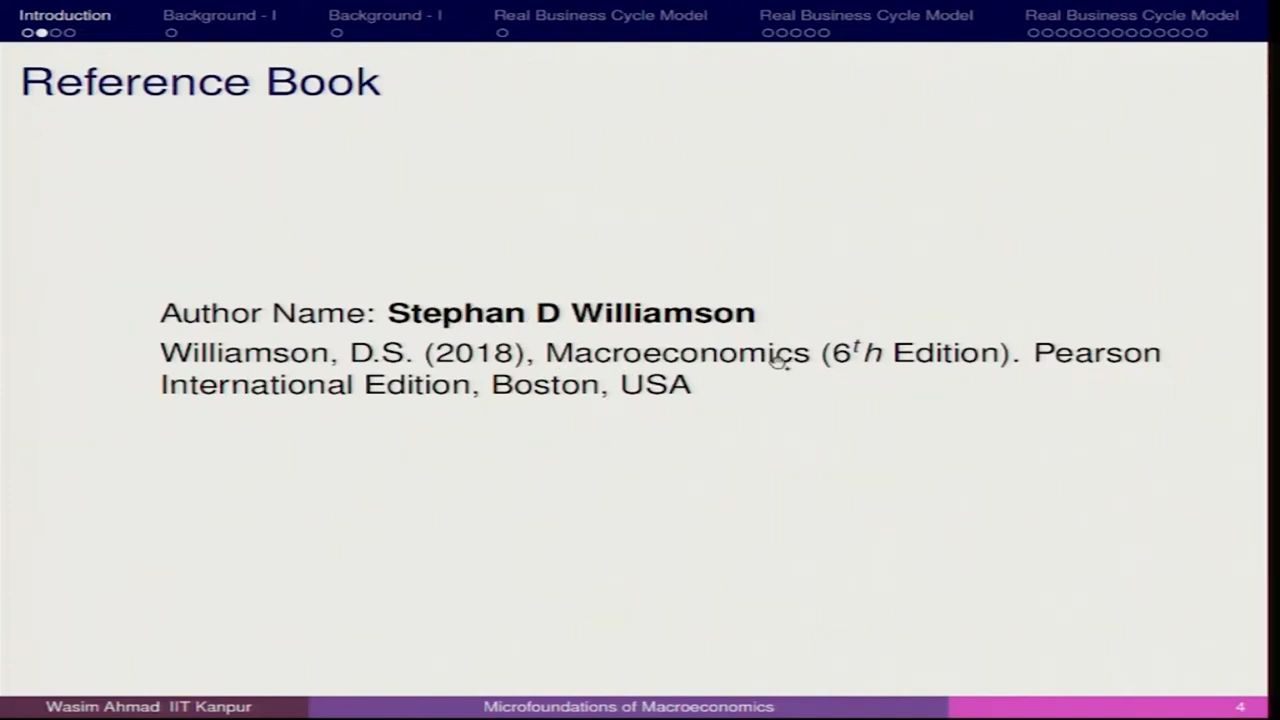 Introduction Background - I Background - I Real Business Cycle Model Real Business Cycle Model Real Business Cycle Model
Reference Book
Author Name: Stephan D Williamson
Williamson, D.S. (2018), Macroeconomics (6th Edition). Pearson
International Edition, Boston, USA
Wasim Ahmad IIT Kanpur Microfoundations of Macroeconomics 4